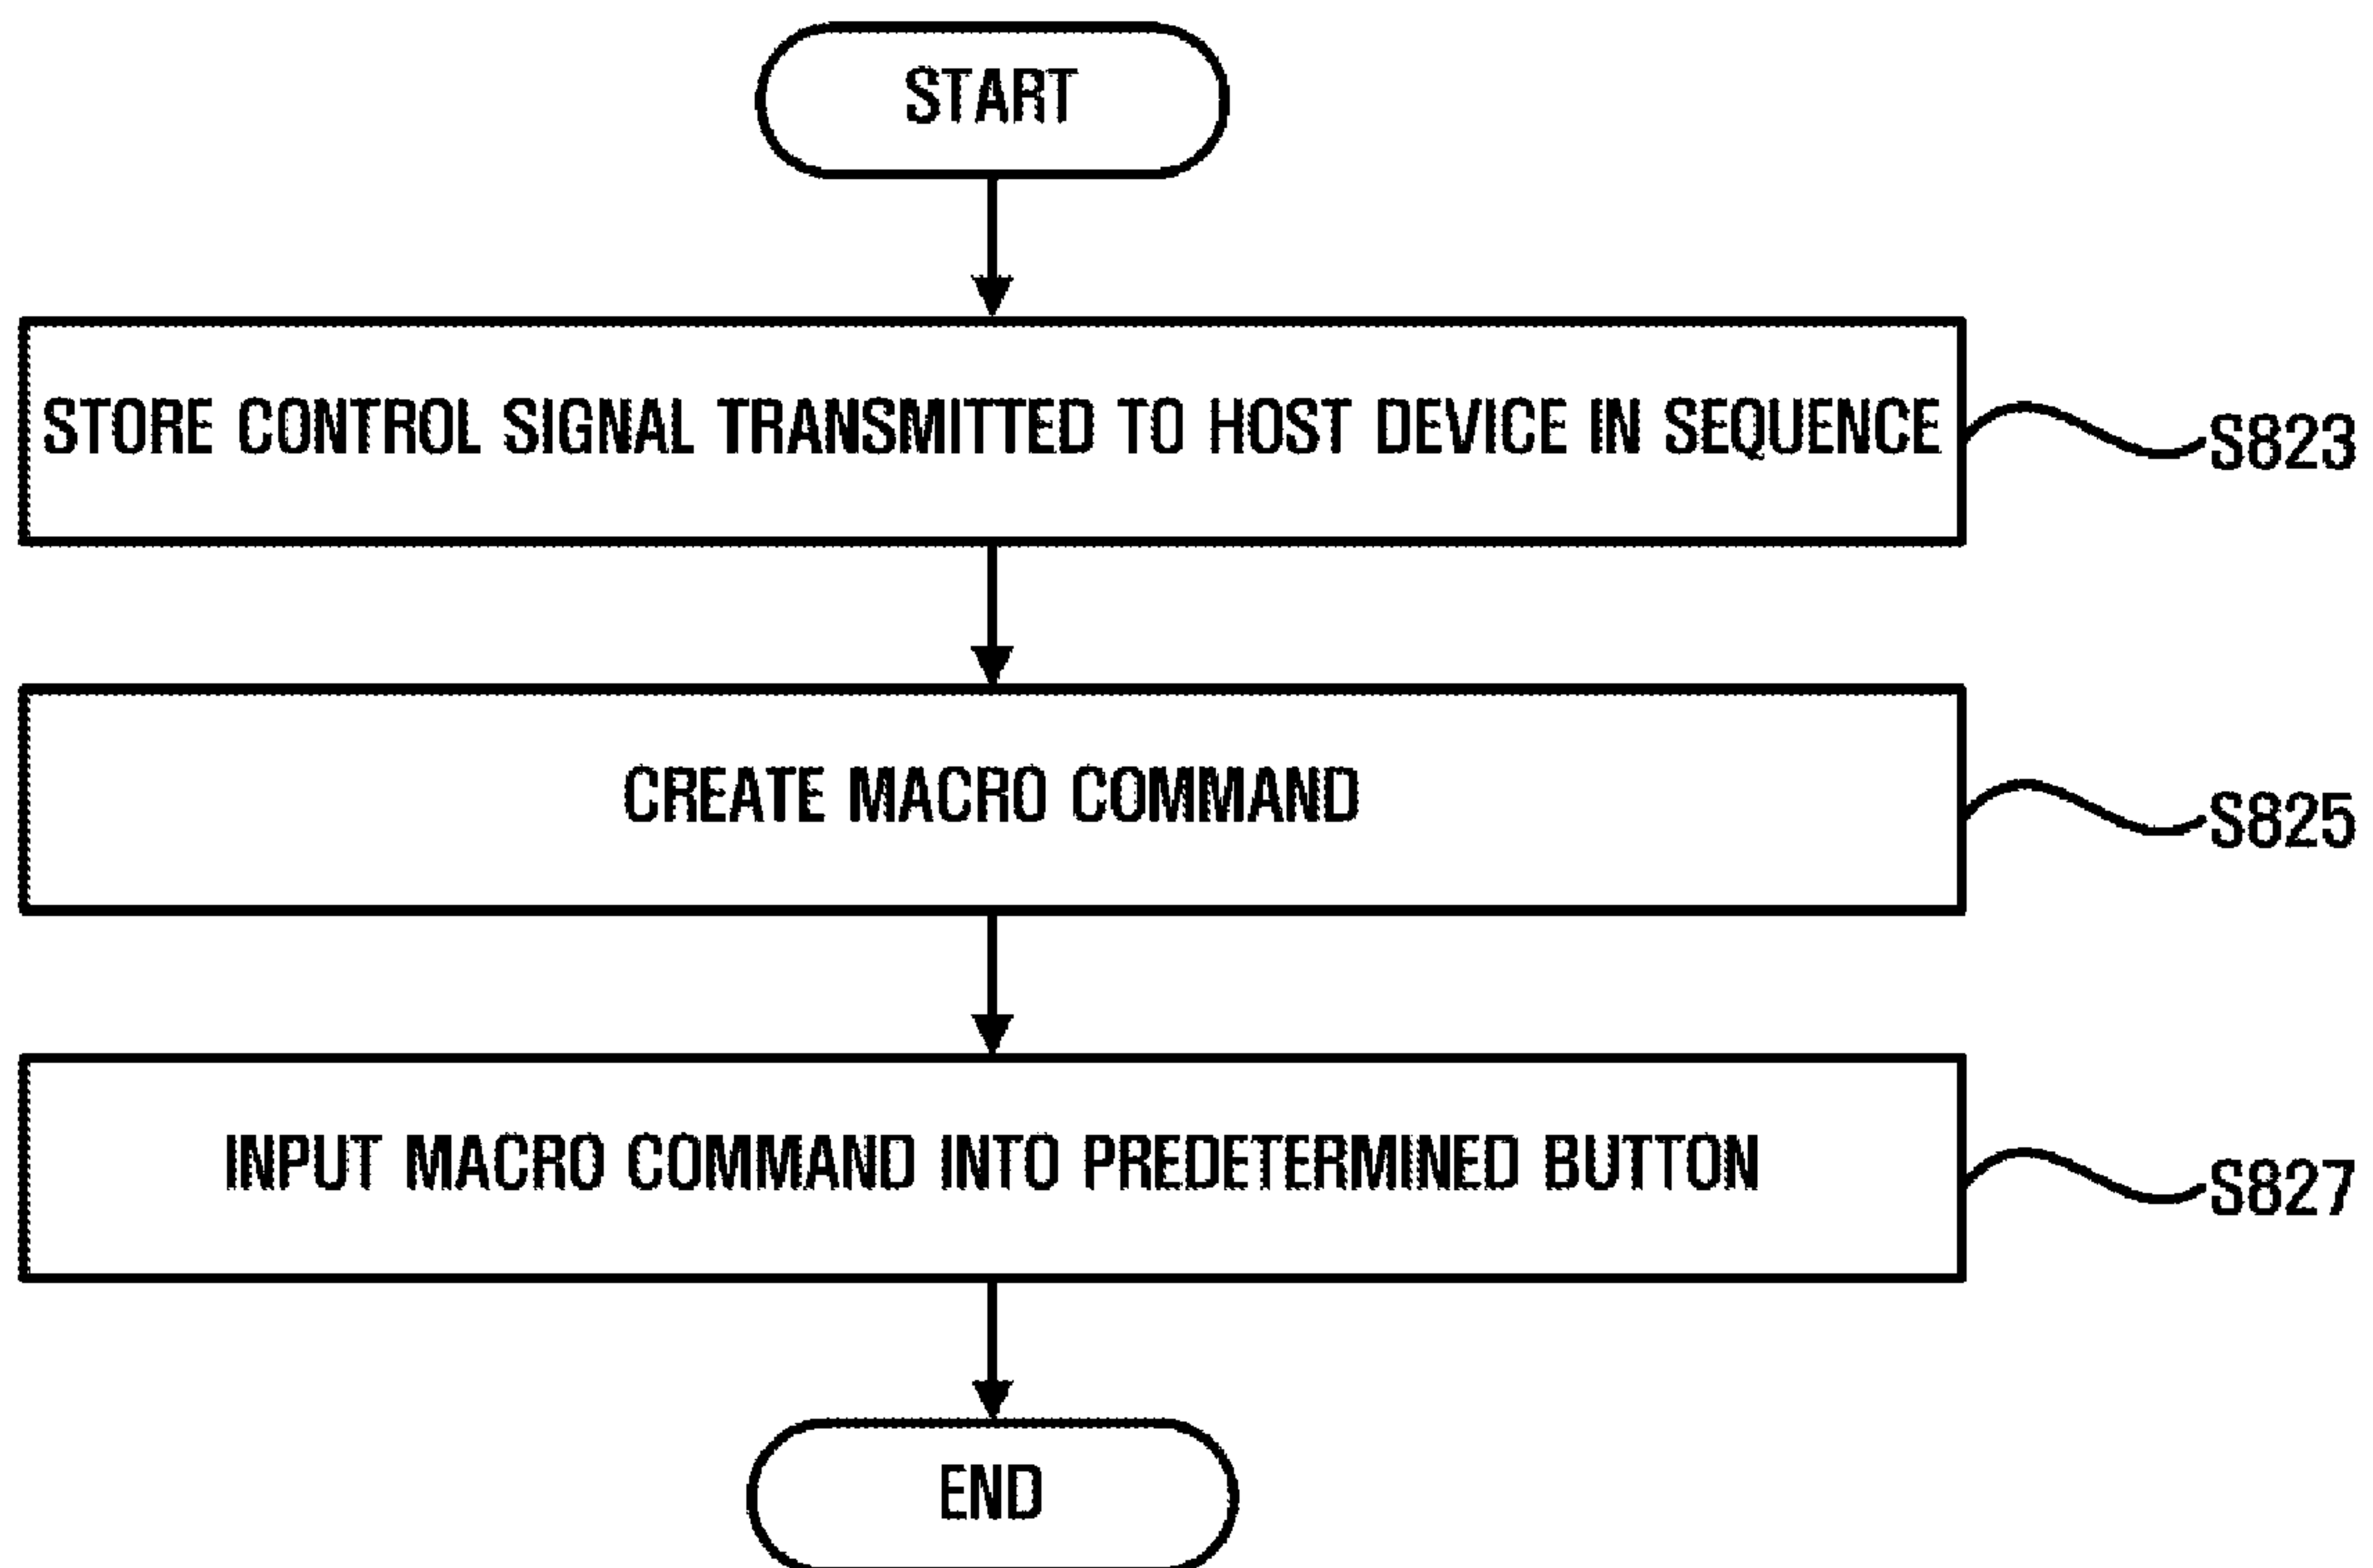 START
STORE CONTROL SIGNAL TRANSMITTED TO HOST DEVICE IN SEQUENCE
S823
CREATE MACRO COMMAND
S825
INPUT MACRO COMMAND INTO PREDETERMINED BUTTON
S827
END